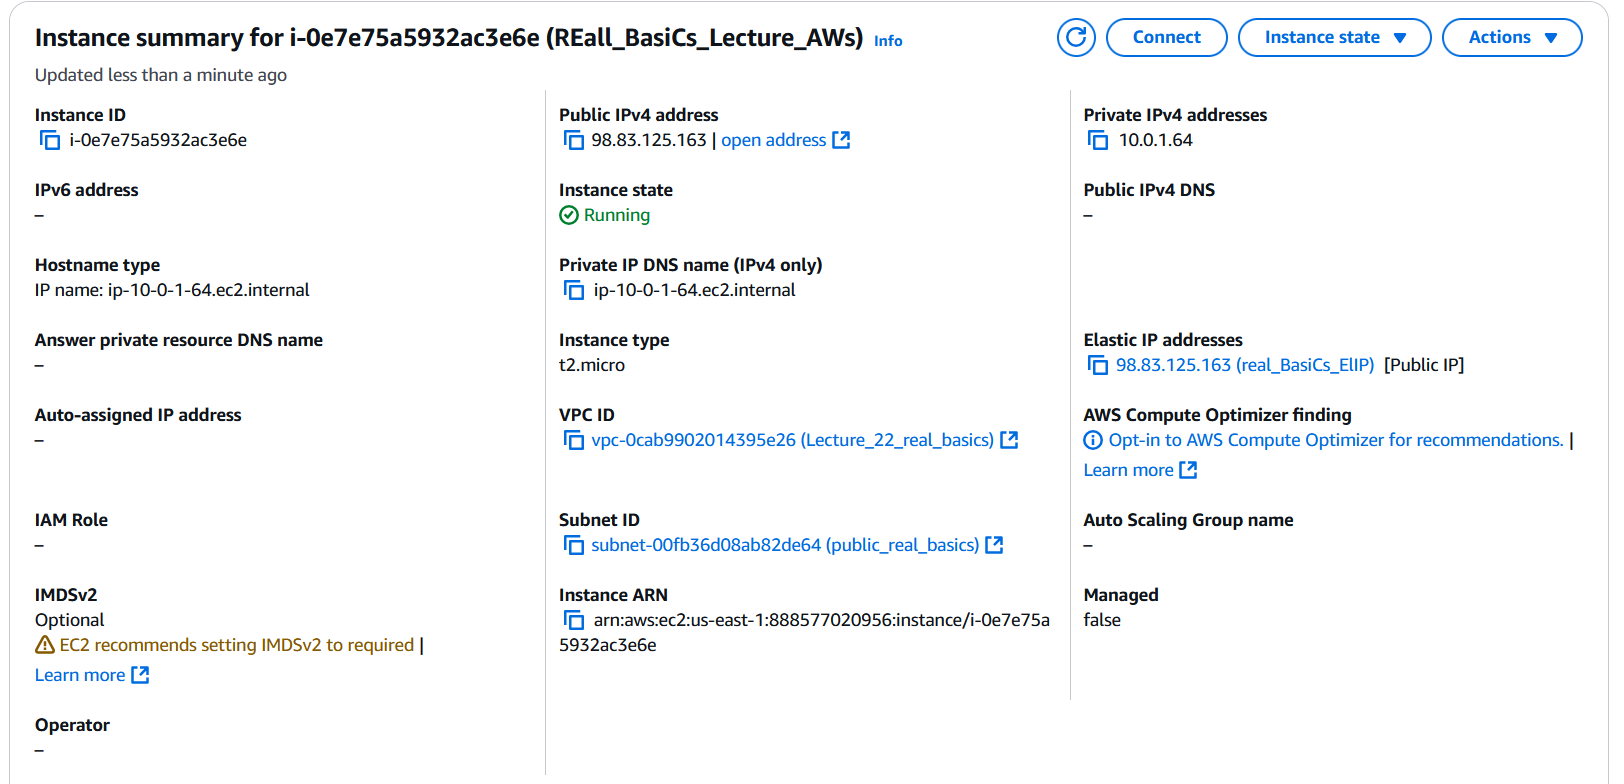 Instance summary for i-0e7e75a5932ac3e6e (REall_BasiCs_Lecture_AWs) Info
Connect
Instance state
Actions
Updated less than a minute ago
Instance ID
i-0e7e75a5932ac3e6e
Public IPv4 address
98.83.125.163 | open address
Private IPv4 addresses
10.0.1.64
IPv6 address
–
Instance state
Running
Public IPv4 DNS
–
Hostname type
IP name: ip-10-0-1-64.ec2.internal
Private IP DNS name (IPv4 only)
ip-10-0-1-64.ec2.internal
Answer private resource DNS name
–
Instance type
t2.micro
Elastic IP addresses
98.83.125.163 (real_BasiCs_ElIP) [Public IP]
Auto-assigned IP address
–
VPC ID
vpc-0cab9902014395e26 (Lecture_22_real_basics)
AWS Compute Optimizer finding
Opt-in to AWS Compute Optimizer for recommendations. |
Learn more
IAM Role
–
Subnet ID
subnet-00fb36d08ab82de64 (public_real_basics)
Auto Scaling Group name
–
IMDSv2
Optional
EC2 recommends setting IMDSv2 to required |
Learn more
Instance ARN
arn:aws:ec2:us-east-1:888577020956:instance/i-0e7e75a
5932ac3e6e
Managed
false
Operator
–